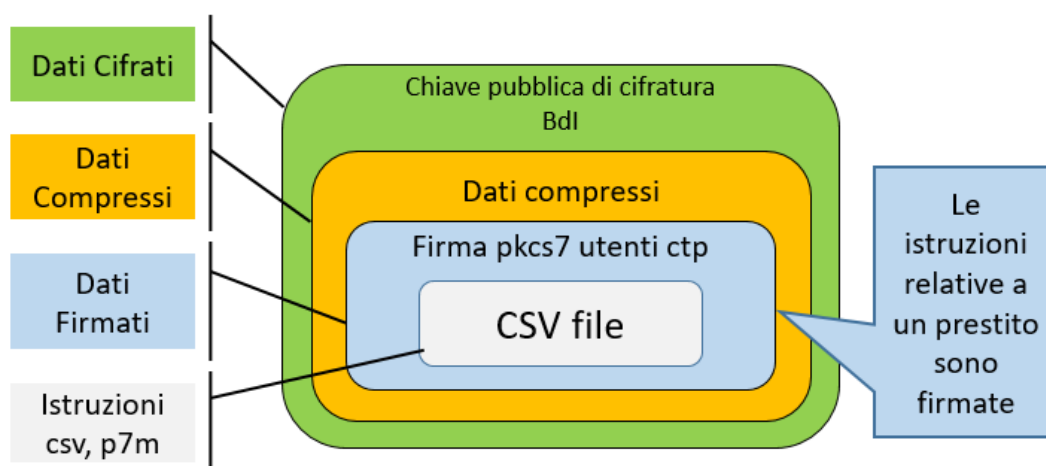 Dati Cifrati
Dati
Compressi
Dati
Firmati
Istruzioni
csv, p7m
Chiave pubblica di cifratura
BdI
Dati compressi
Firma pkcs7 utenti ctp
CSV file
Le
istruzioni
relative a
un prestito
sono
firmate